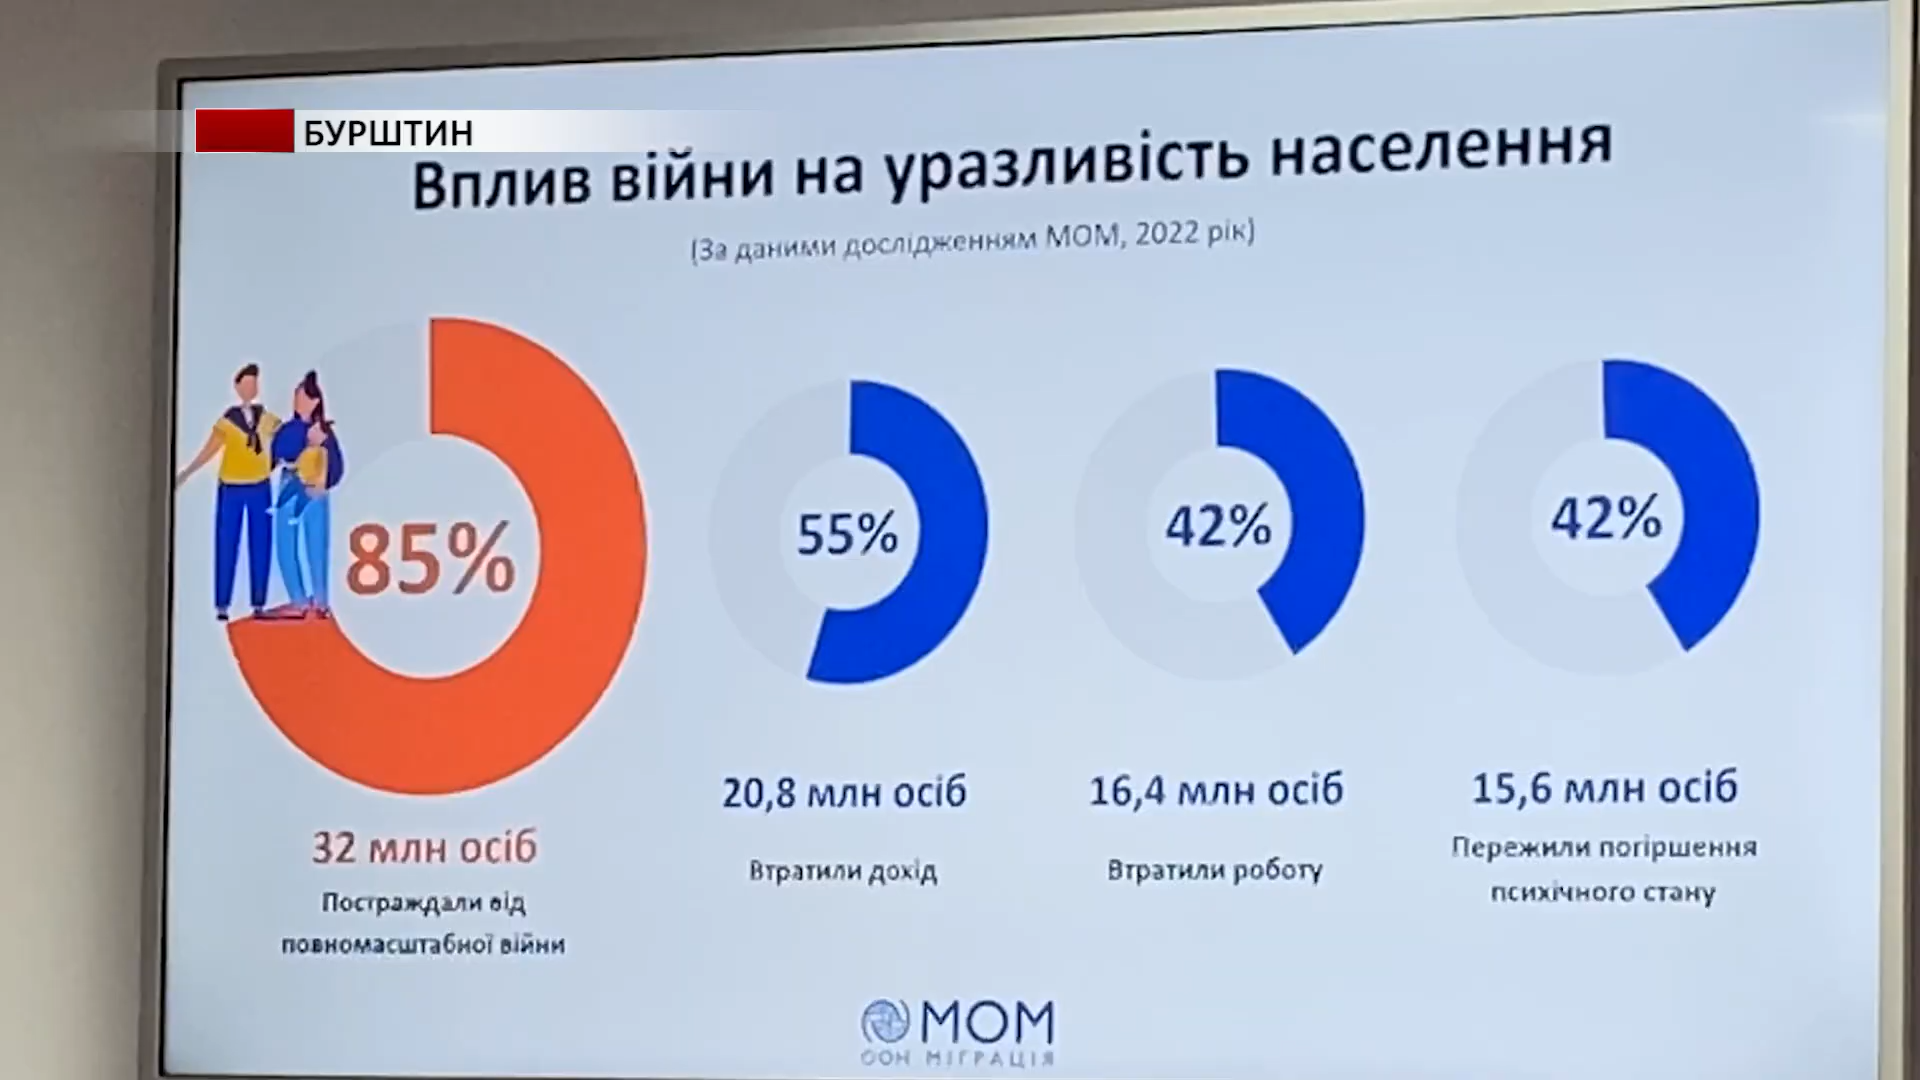 БУРШТИН
Вплив війни на уразливість населення
(За даними дослідженням МОМ, 2022 рік)
85%
55%
42%
42%
32 млн осіб
Постраждали від
повномасштабної війни
20,8 млн осіб
Втратили дохід
16,4 млн осіб
Втратили роботу
15,6 млн осіб
Пережили погіршення
психічного стану
МОМ
ООН МІГРАЦІЯ